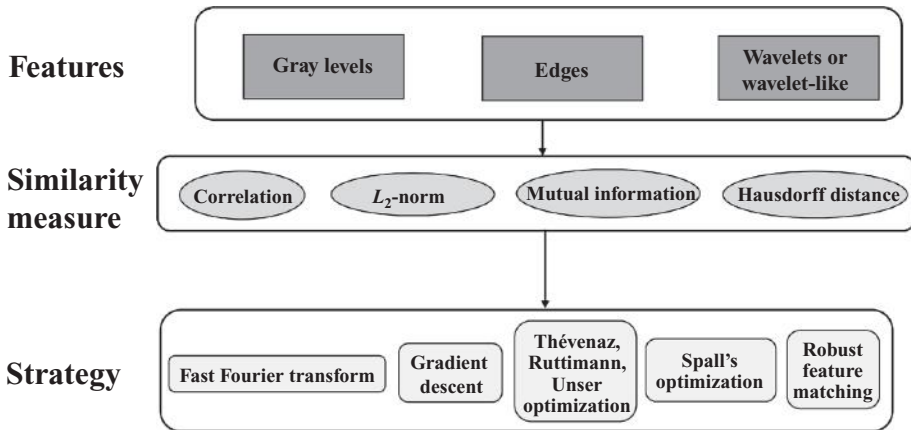 Features
Gray levels
Edges
Wavelets or
wavelet-like
Similarity
measure
Correlation
L2-norm
Mutual information
Hausdorff distance
Strategy
Fast Fourier transform
Gradient
descent
Thévenaz,
Ruttimann,
Unser
optimization
Spall's
optimization
Robust
feature
matching